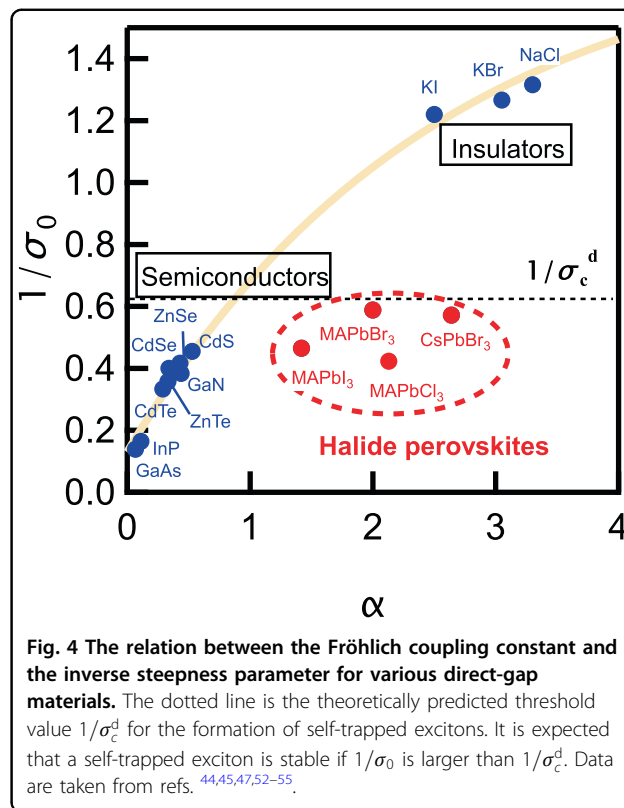 1.4
1.2
1.0
0.8
0.6
0.4
0.2
0.0
1/σ₀
NaCl
KBr
KI
Insulators
Semiconductors
1/σ_c^d
ZnSe
CdSe
CdS
GaN
CdTe
ZnTe
InP
GaAs
MAPbBr₃
CsPbBr₃
MAPbI₃
MAPbCl₃
Halide perovskites
0 1 2 3 4
α
Fig. 4 The relation between the Fröhlich coupling constant and
the inverse steepness parameter for various direct-gap
materials. The dotted line is the theoretically predicted threshold
value 1/σ_c^d for the formation of self-trapped excitons. It is expected
that a self-trapped exciton is stable if 1/σ₀ is larger than 1/σ_c^d. Data
are taken from refs. ⁴⁴,⁴⁵,⁴⁷,⁵²⁻⁵⁵.